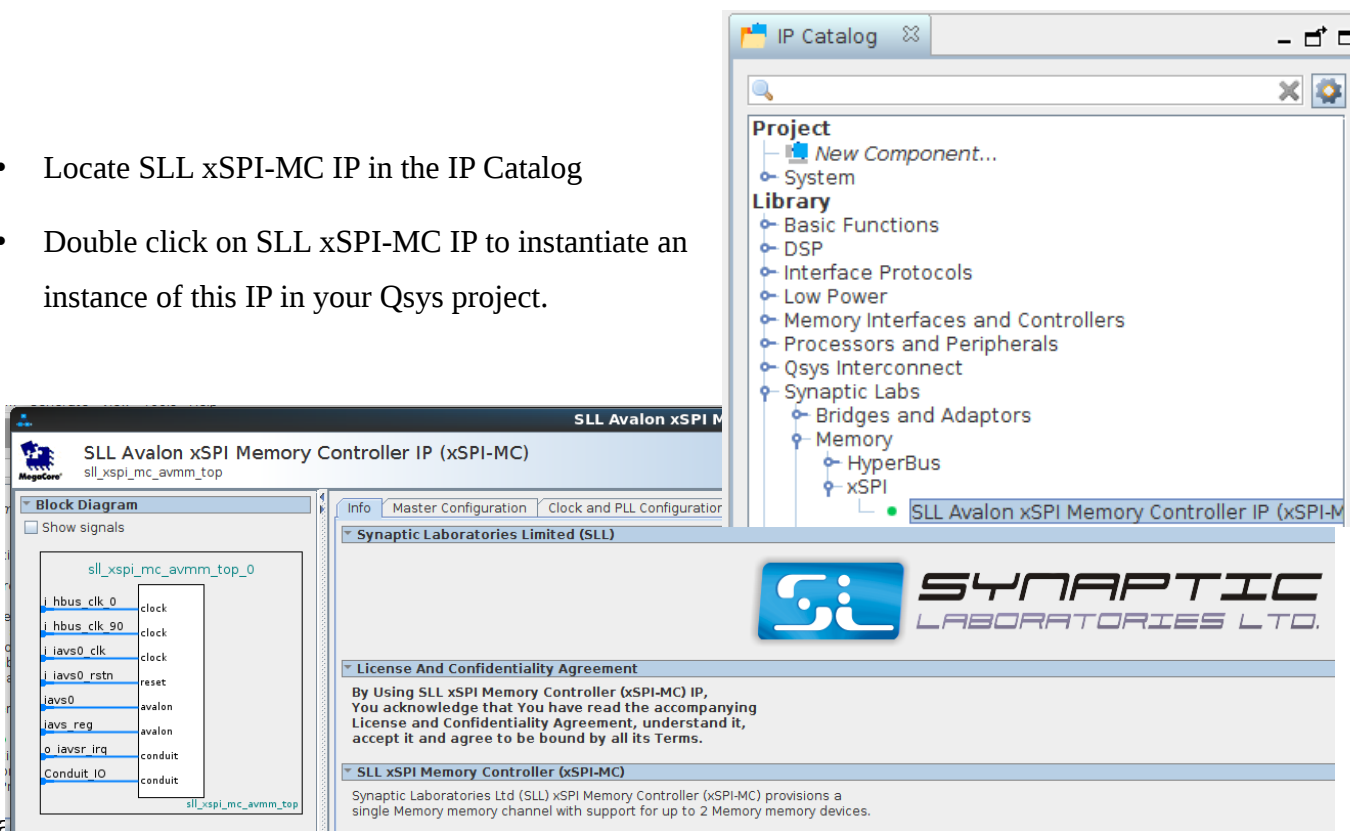 • Locate SLL xSPI-MC IP in the IP Catalog
• Double click on SLL xSPI-MC IP to instantiate an
instance of this IP in your Qsys project.
IP Catalog
Project
New Component...
System
Library
Basic Functions
DSP
Interface Protocols
Low Power
Memory Interfaces and Controllers
Processors and Peripherals
Qsys Interconnect
Synaptic Labs
Bridges and Adaptors
Memory
HyperBus
xSPI
SLL Avalon xSPI Memory Controller IP (xSPI-M
SLL Avalon xSPI M
SLL Avalon xSPI Memory Controller IP (xSPI-MC)
sll_xspi_mc_avmm_top
MegaCore
Block Diagram
Show signals
sll_xspi_mc_avmm_top_0
i_hbus_clk_0
clock
i_hbus_clk_90
clock
i_iavs0_clk
clock
i_iavs0_rstn
reset
iavs0
avalon
iavs_reg
avalon
o_iavsr_irq
conduit
Conduit_IO
conduit
sll_xspi_mc_avmm_top
Info Master Configuration Clock and PLL Configuration
Synaptic Laboratories Limited (SLL)
SYNAPTIC
LABORATORIES LTD.
License And Confidentiality Agreement
By Using SLL xSPI Memory Controller (xSPI-MC) IP,
You acknowledge that You have read the accompanying
License and Confidentiality Agreement, understand it,
accept it and agree to be bound by all its Terms.
SLL xSPI Memory Controller (xSPI-MC)
Synaptic Laboratories Ltd (SLL) xSPI Memory Controller (xSPI-MC) provisions a
single Memory memory channel with support for up to 2 Memory memory devices.